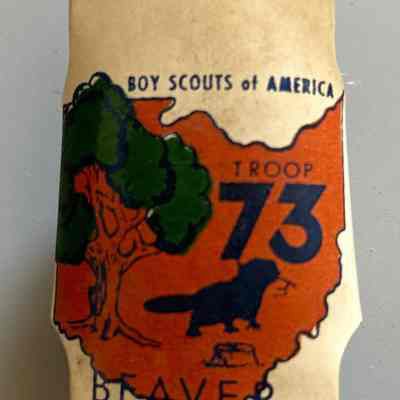 BOY SCOUTS of AMERICA
TROOP
73
BEAVER